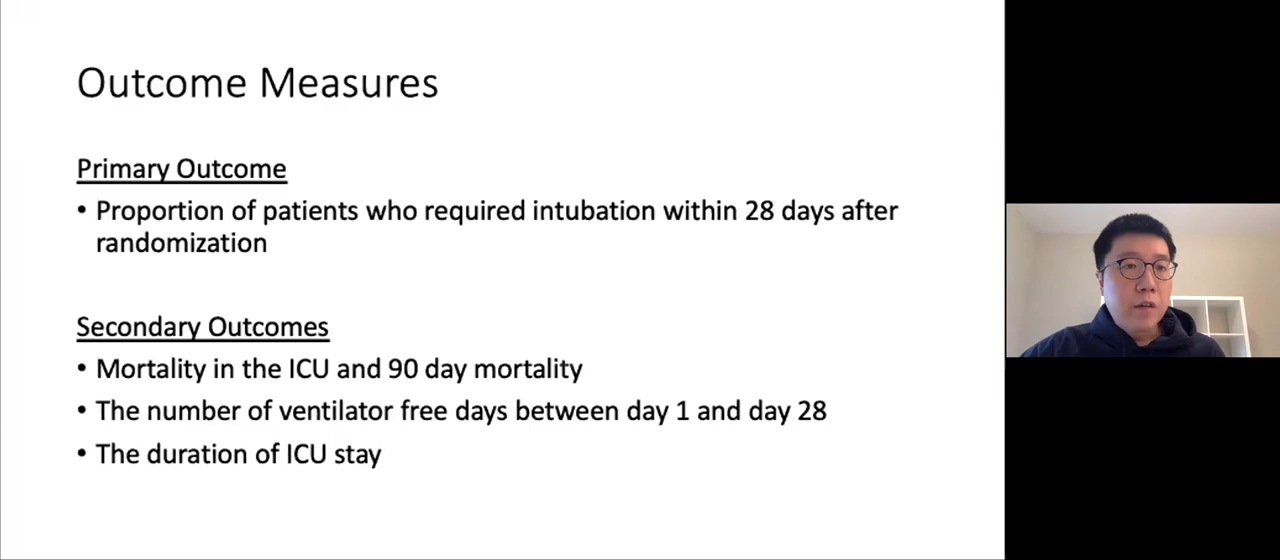 Outcome Measures
Primary Outcome
• Proportion of patients who required intubation within 28 days after
randomization
Secondary Outcomes
• Mortality in the ICU and 90 day mortality
• The number of ventilator free days between day 1 and day 28
• The duration of ICU stay